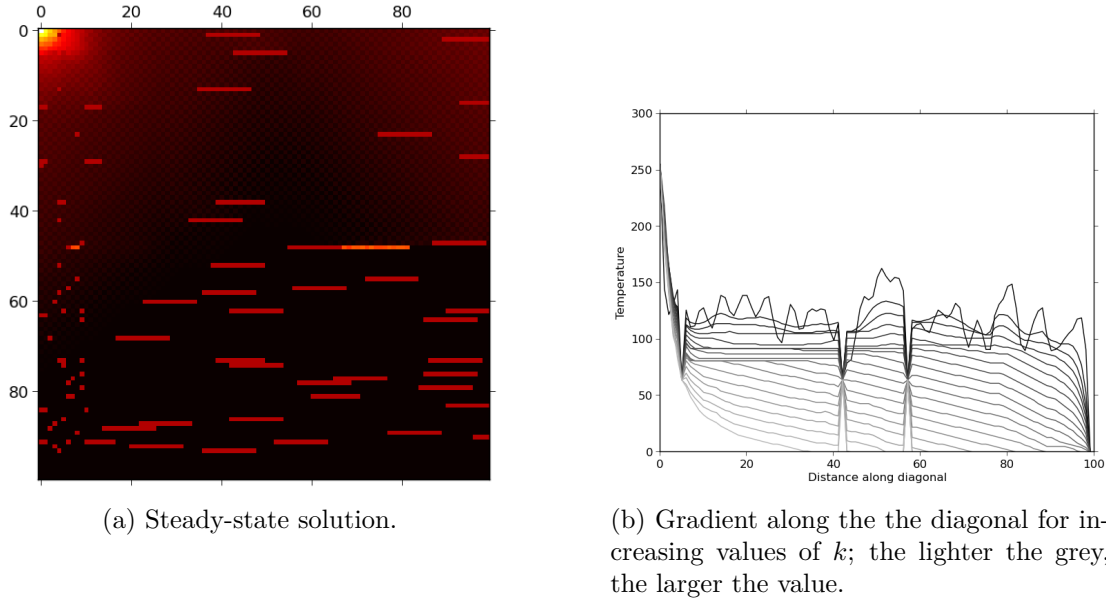 0 20 40 60 80
0
20
40
60
80
(a) Steady-state solution.
300
250
200
150
100
50
0
Temperature
0 20 40 60 80 100
Distance along diagonal
(b) Gradient along the the diagonal for in-
creasing values of k; the lighter the grey,
the larger the value.